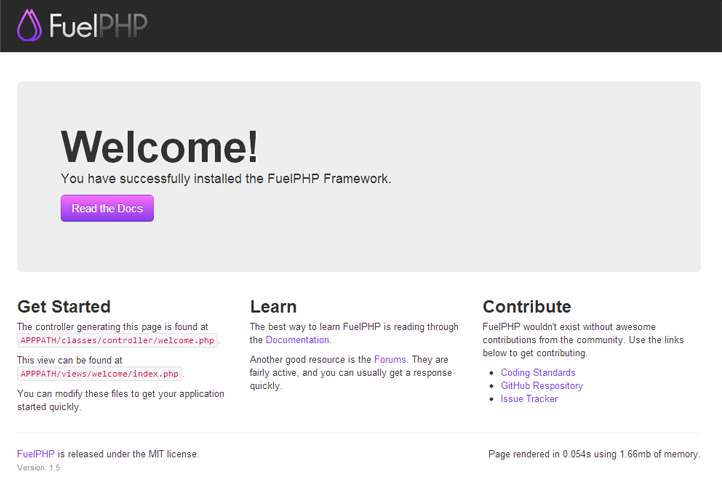 FuelPHP
Welcome!
You have successfully installed the FuelPHP Framework.
Read the Docs
Get Started
The controller generating this page is found at
APPPATH/classes/controller/welcome.php.
This view can be found at
APPPATH/views/welcome/index.php.
You can modify these files to get your application
started quickly.
Learn
The best way to learn FuelPHP is reading through
the Documentation.
Another good resource is the Forums. They are
fairly active, and you can usually get a response
quickly.
Contribute
FuelPHP wouldn't exist without awesome
contributions from the community. Use the links
below to get contributing.
Coding Standards
GitHub Respository
Issue Tracker
FuelPHP is released under the MIT license.
Version: 1.5
Page rendered in 0.054s using 1.66mb of memory.